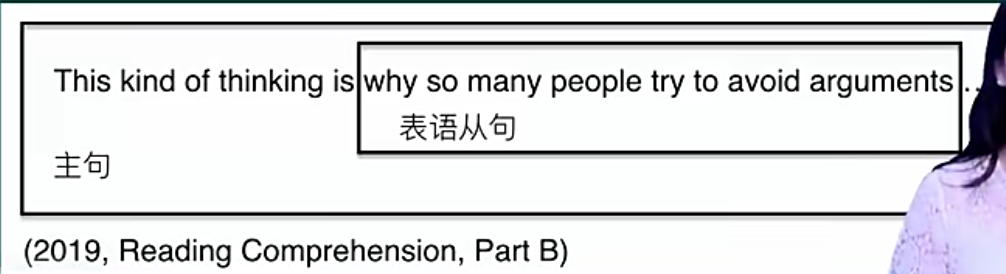 This kind of thinking is why so many people try to avoid arguments ...
表语从句
主句
(2019, Reading Comprehension, Part B)